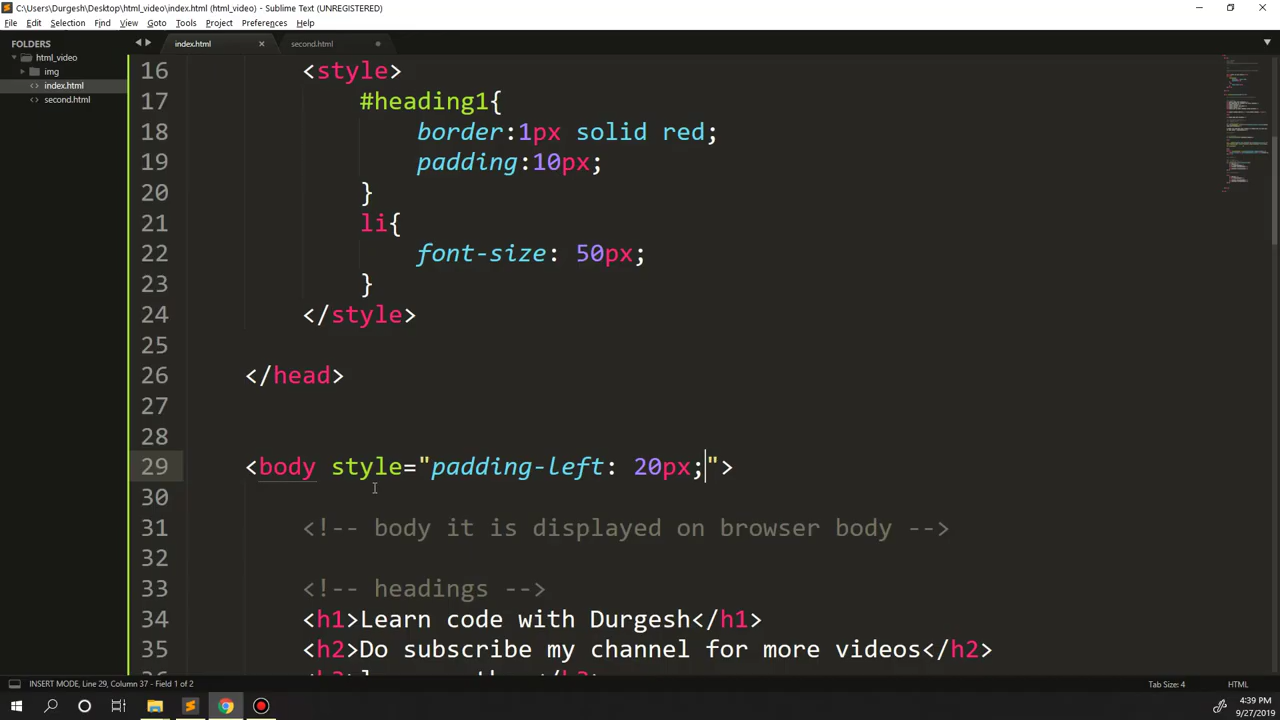 C:\Users\Durgesh\Desktop\html_video\index.html (html_video) - Sublime Text (UNREGISTERED)
File Edit Selection Find View Goto Tools Project Preferences Help
FOLDERS
html_video
img
index.html
second.html
index.html second.html
16 <style>
17 #heading1{
18 border:1px solid red;
19 padding:10px;
20 }
21 li{
22 font-size: 50px;
23 }
24 </style>
25
26 </head>
27
28
29 <body style="padding-left: 20px;">
30
31 <!-- body it is displayed on browser body -->
32
33 <!-- headings -->
34 <h1>Learn code with Durgesh</h1>
35 <h2>Do subscribe my channel for more videos</h2>
INSERT MODE, Line 29, Column 37 - Field 1 of 2 Tab Size: 4 HTML
4:39 PM
9/27/2019